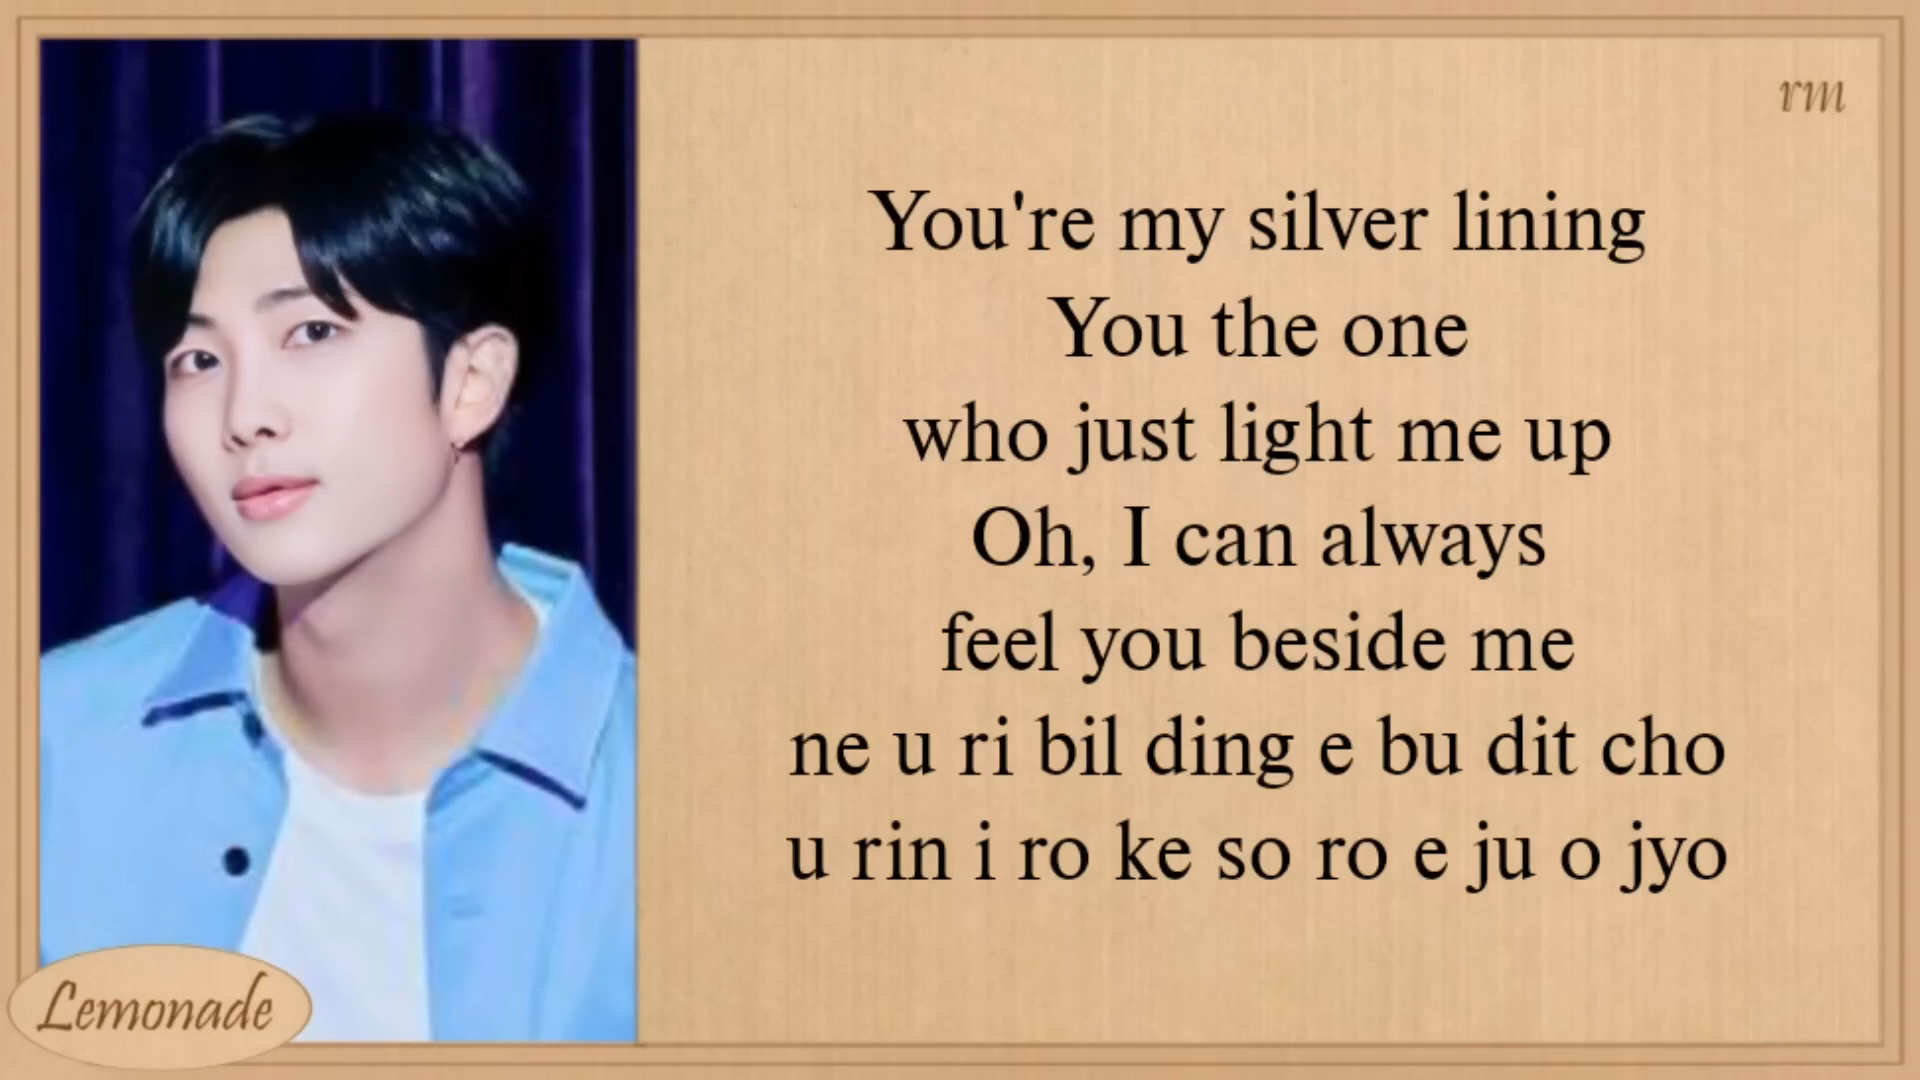 rm
You're my silver lining
You the one
who just light me up
Oh, I can always
feel you beside me
ne u ri bil ding e bu dit cho
u rin i ro ke so ro e ju o jyo
Lemonade